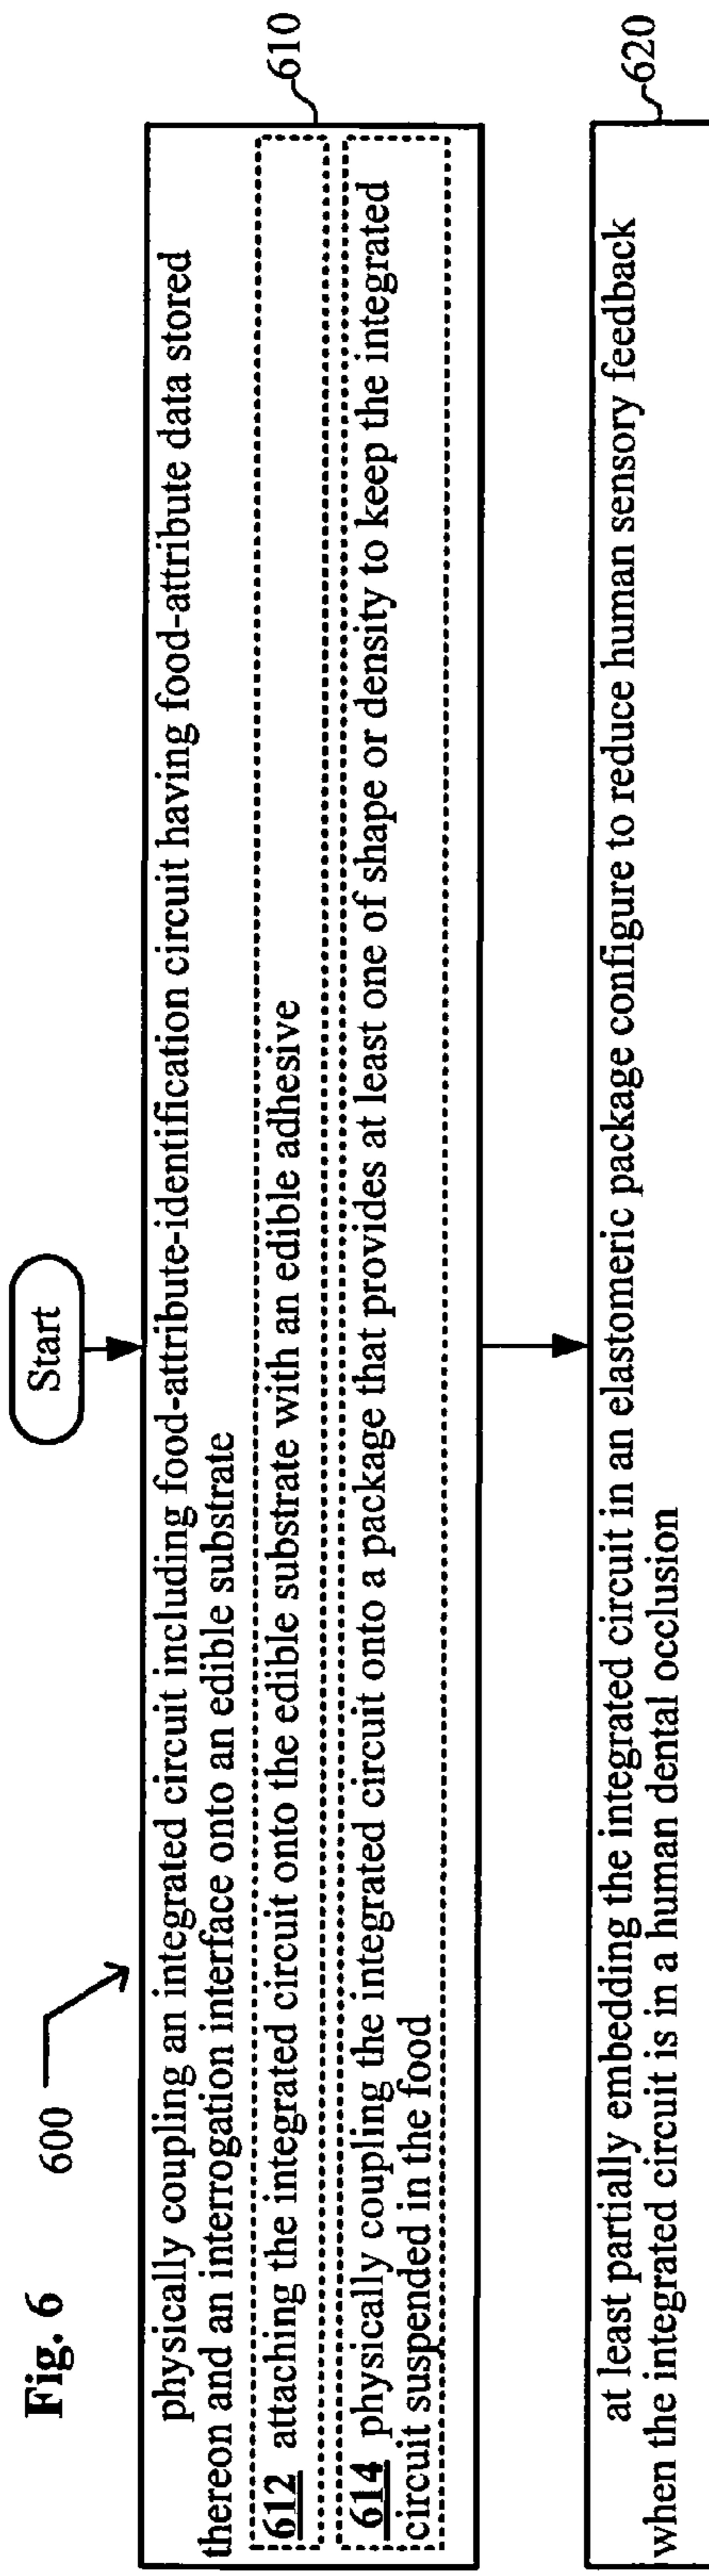 Fig. 6
600
Start
physically coupling an integrated circuit including food-attribute-identification circuit having food-attribute data stored
thereon and an interrogation interface onto an edible substrate
612 attaching the integrated circuit onto the edible substrate with an edible adhesive
614 physically coupling the integrated circuit onto a package that provides at least one of shape or density to keep the integrated
circuit suspended in the food
610
at least partially embedding the integrated circuit in an elastomeric package configure to reduce human sensory feedback
when the integrated circuit is in a human dental occlusion
620